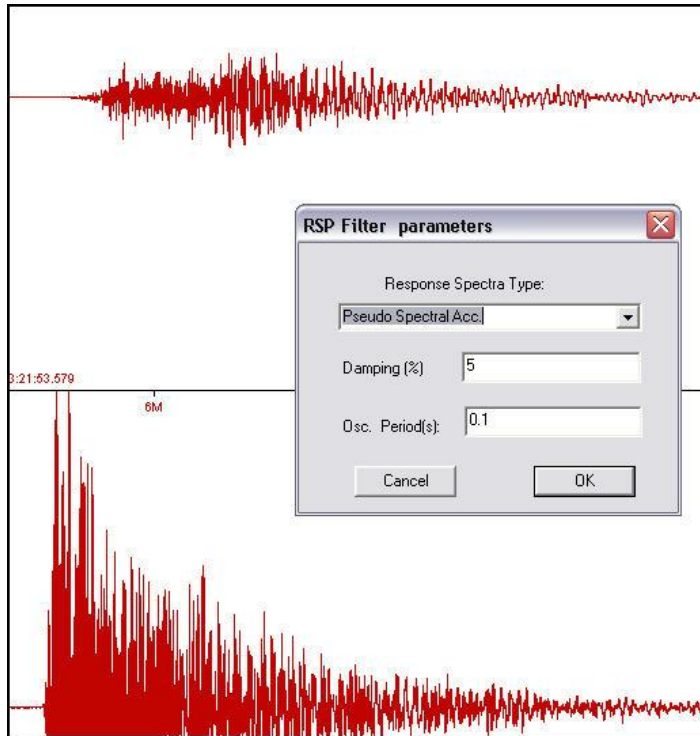 RSP Filter parameters
Response Spectra Type:
Pseudo Spectral Acc.
Damping (%) 5
Osc. Period(s): 0.1
Cancel OK
3:21:53.579
6M